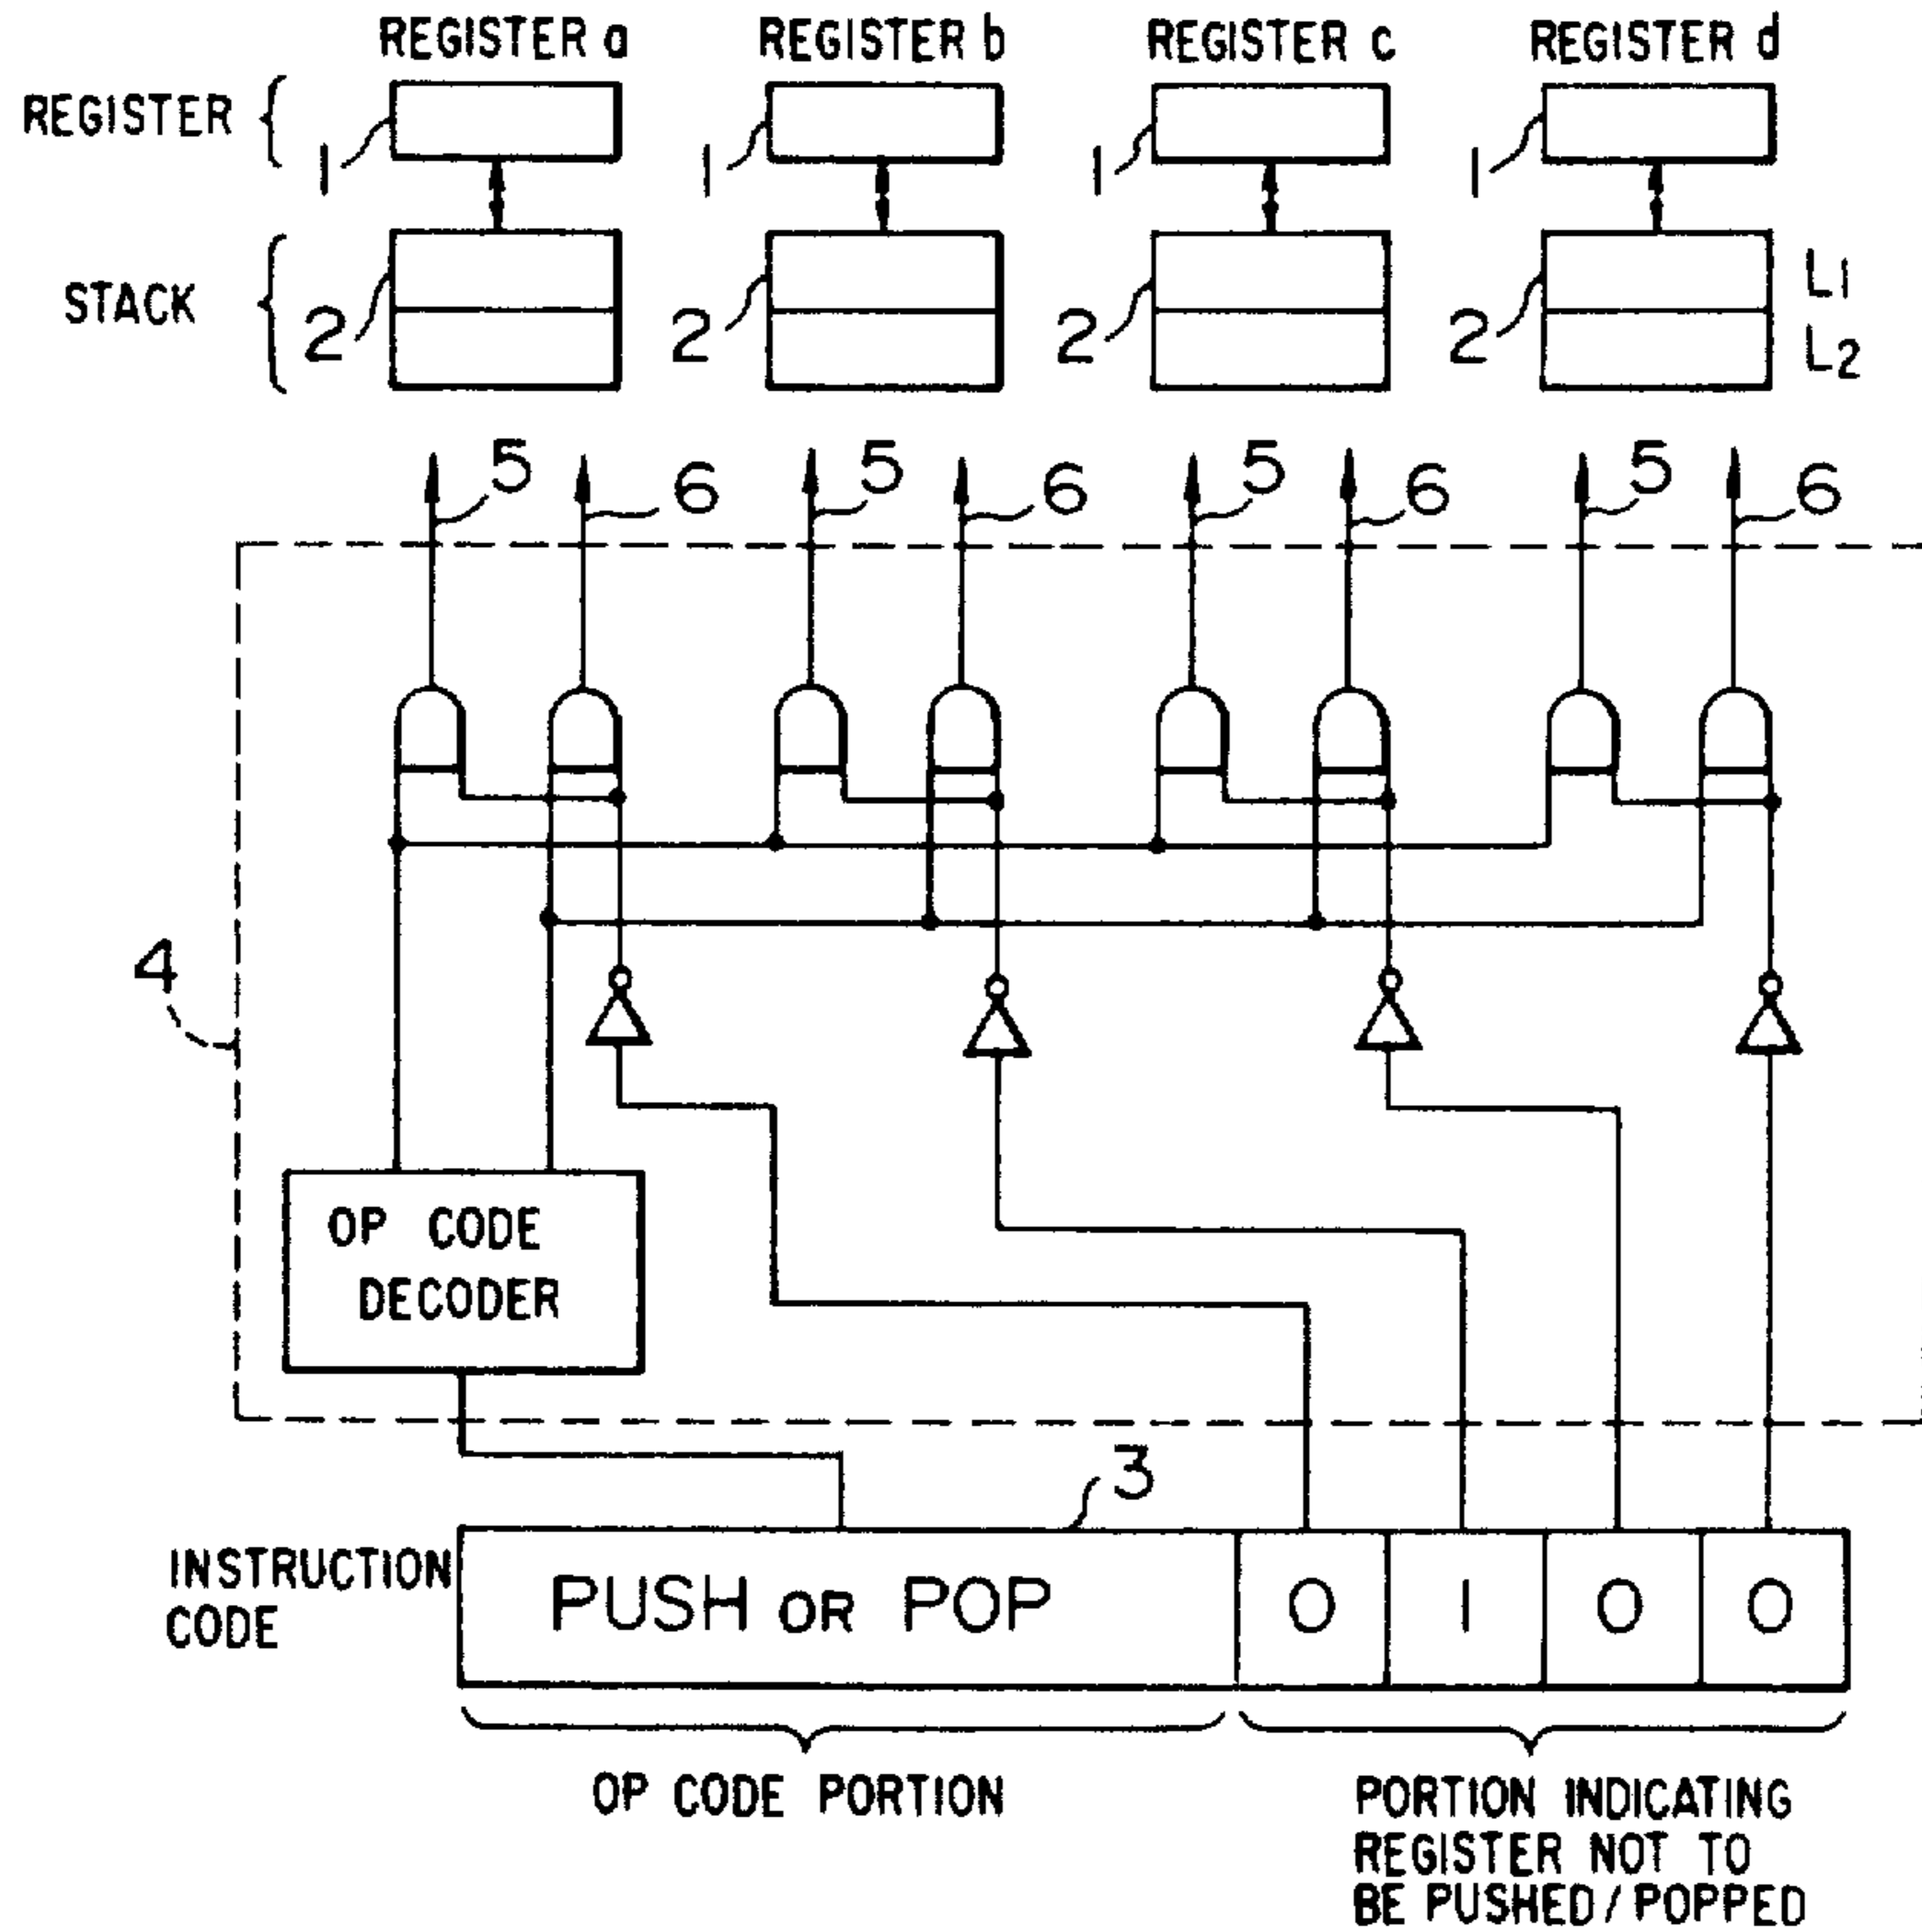 REGISTER a REGISTER b REGISTER c REGISTER d
REGISTER
1 1 1 1
STACK
2 2 2 2
L1
L2
5 6 5 6 5 6 5 6
4
OP CODE
DECODER
3
INSTRUCTION
CODE
PUSH OR POP 0 1 0 0
OP CODE PORTION
PORTION INDICATING
REGISTER NOT TO
BE PUSHED/POPPED